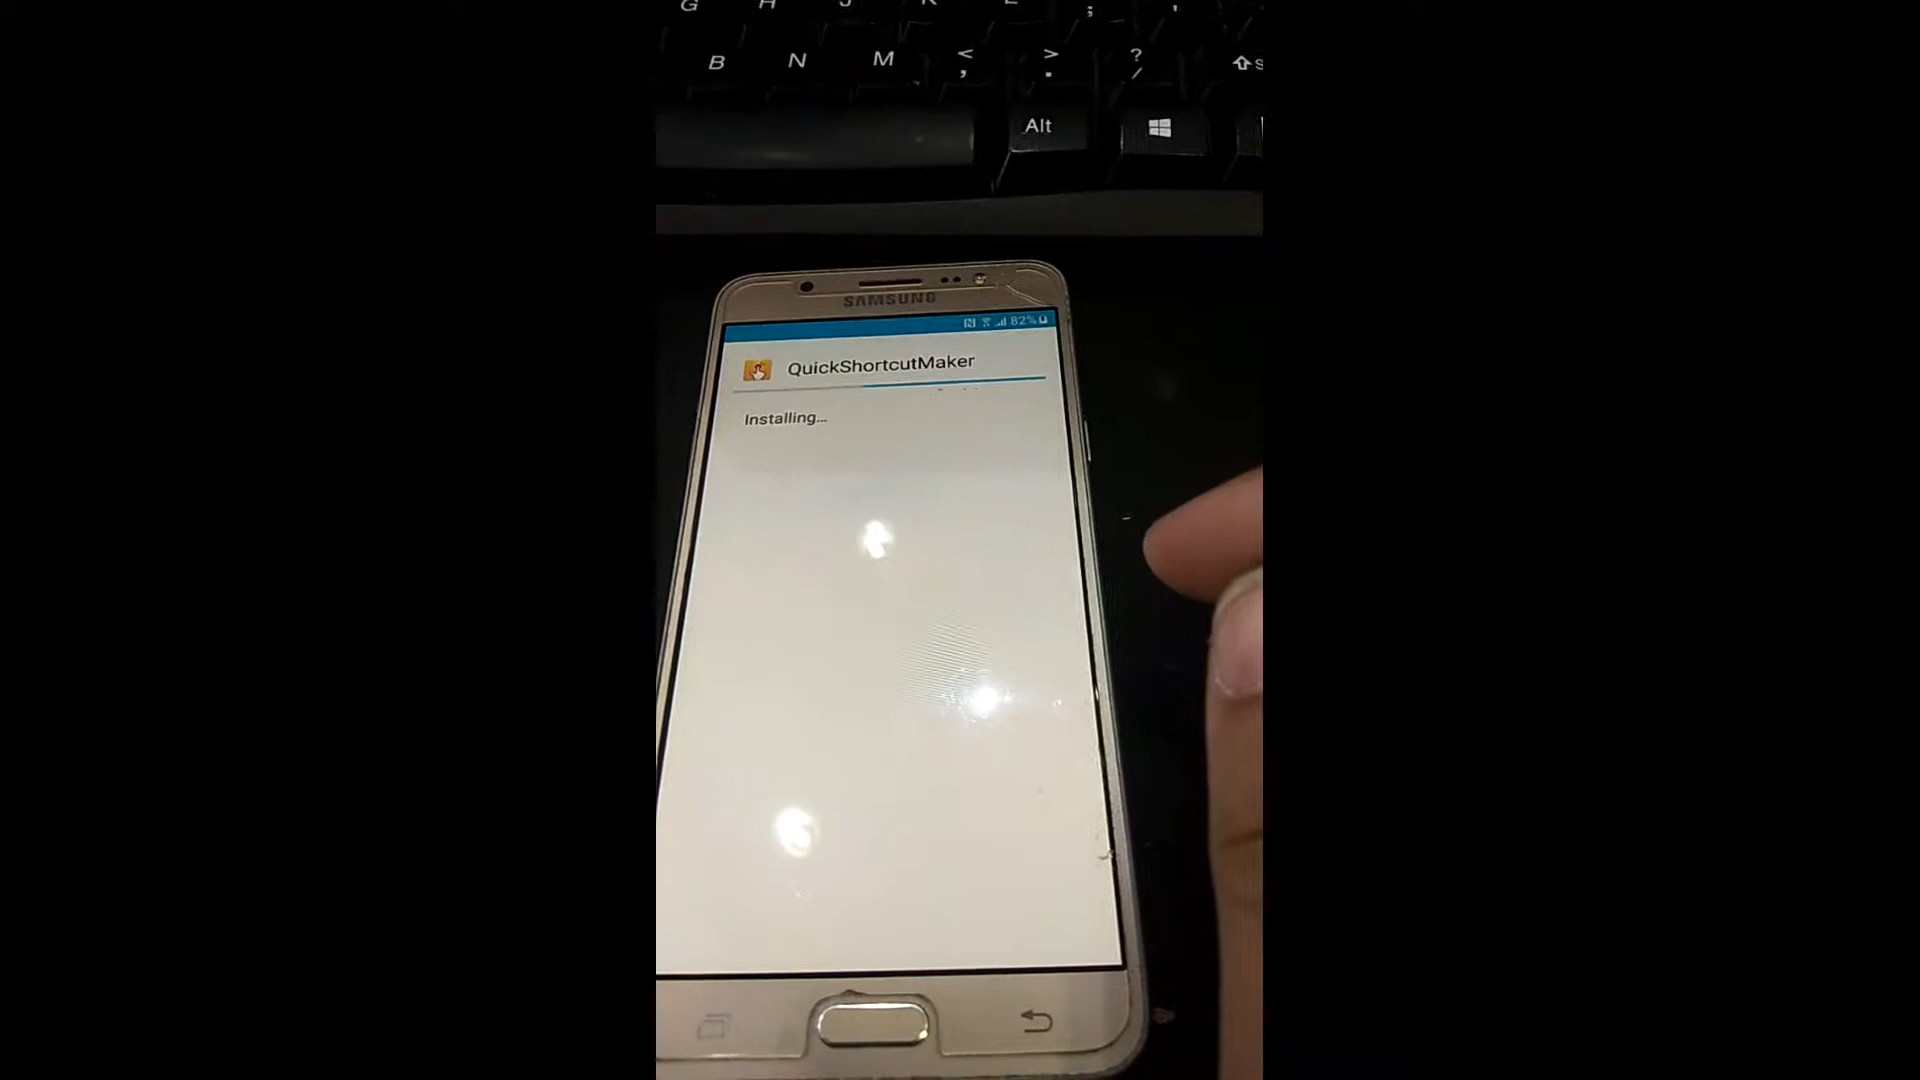 G H J K L ; '
B N M < , > . ? /
Alt
SAMSUNG
82%
QuickShortcutMaker
Installing...